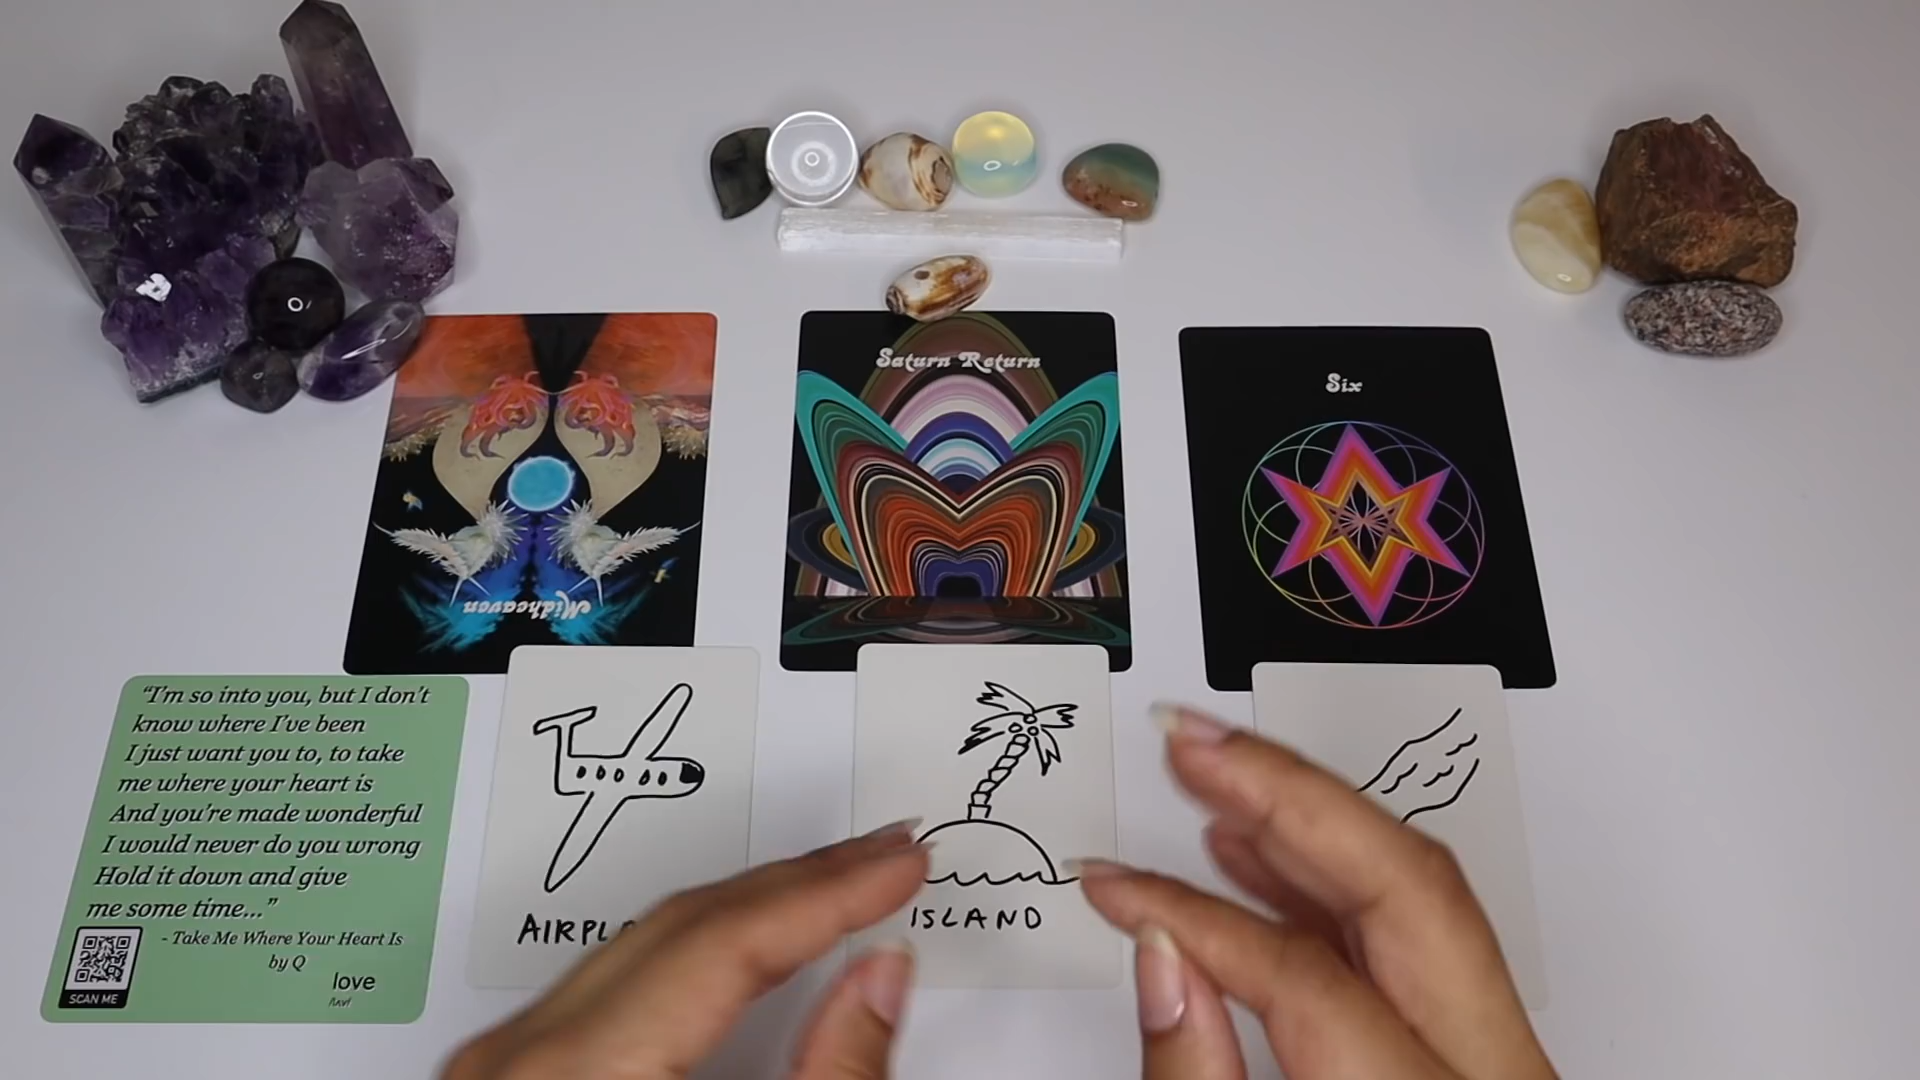 Saturn Return
Six
Midheaven
“I'm so into you, but I don't
know where I've been
I just want you to, to take
me where your heart is
And you're made wonderful
I would never do you wrong
Hold it down and give
me some time...”
- Take Me Where Your Heart Is
by Q
love
/lʌv/
SCAN ME
ISLAND